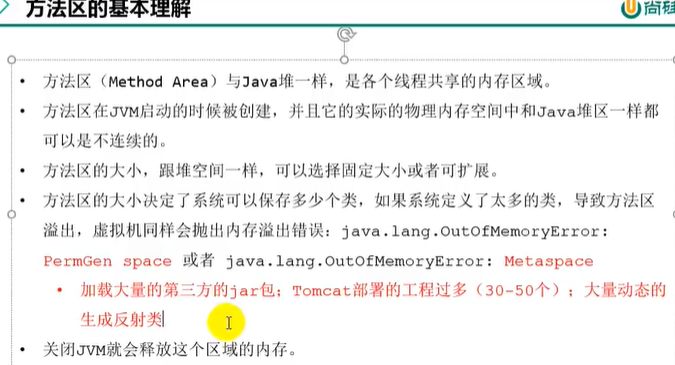 方法区的基本理解
尚硅
• 方法区（Method Area）与Java堆一样，是各个线程共享的内存区域。
• 方法区在JVM启动的时候被创建，并且它的实际的物理内存空间中和Java堆区一样都
可以是不连续的。
• 方法区的大小，跟堆空间一样，可以选择固定大小或者可扩展。
• 方法区的大小决定了系统可以保存多少个类，如果系统定义了太多的类，导致方法区
溢出，虚拟机同样会抛出内存溢出错误：java.lang.OutOfMemoryError:
PermGen space 或者 java.lang.OutOfMemoryError: Metaspace
• 加载大量的第三方的jar包；Tomcat部署的工程过多（30-50个）；大量动态的
生成反射类
• 关闭JVM就会释放这个区域的内存。